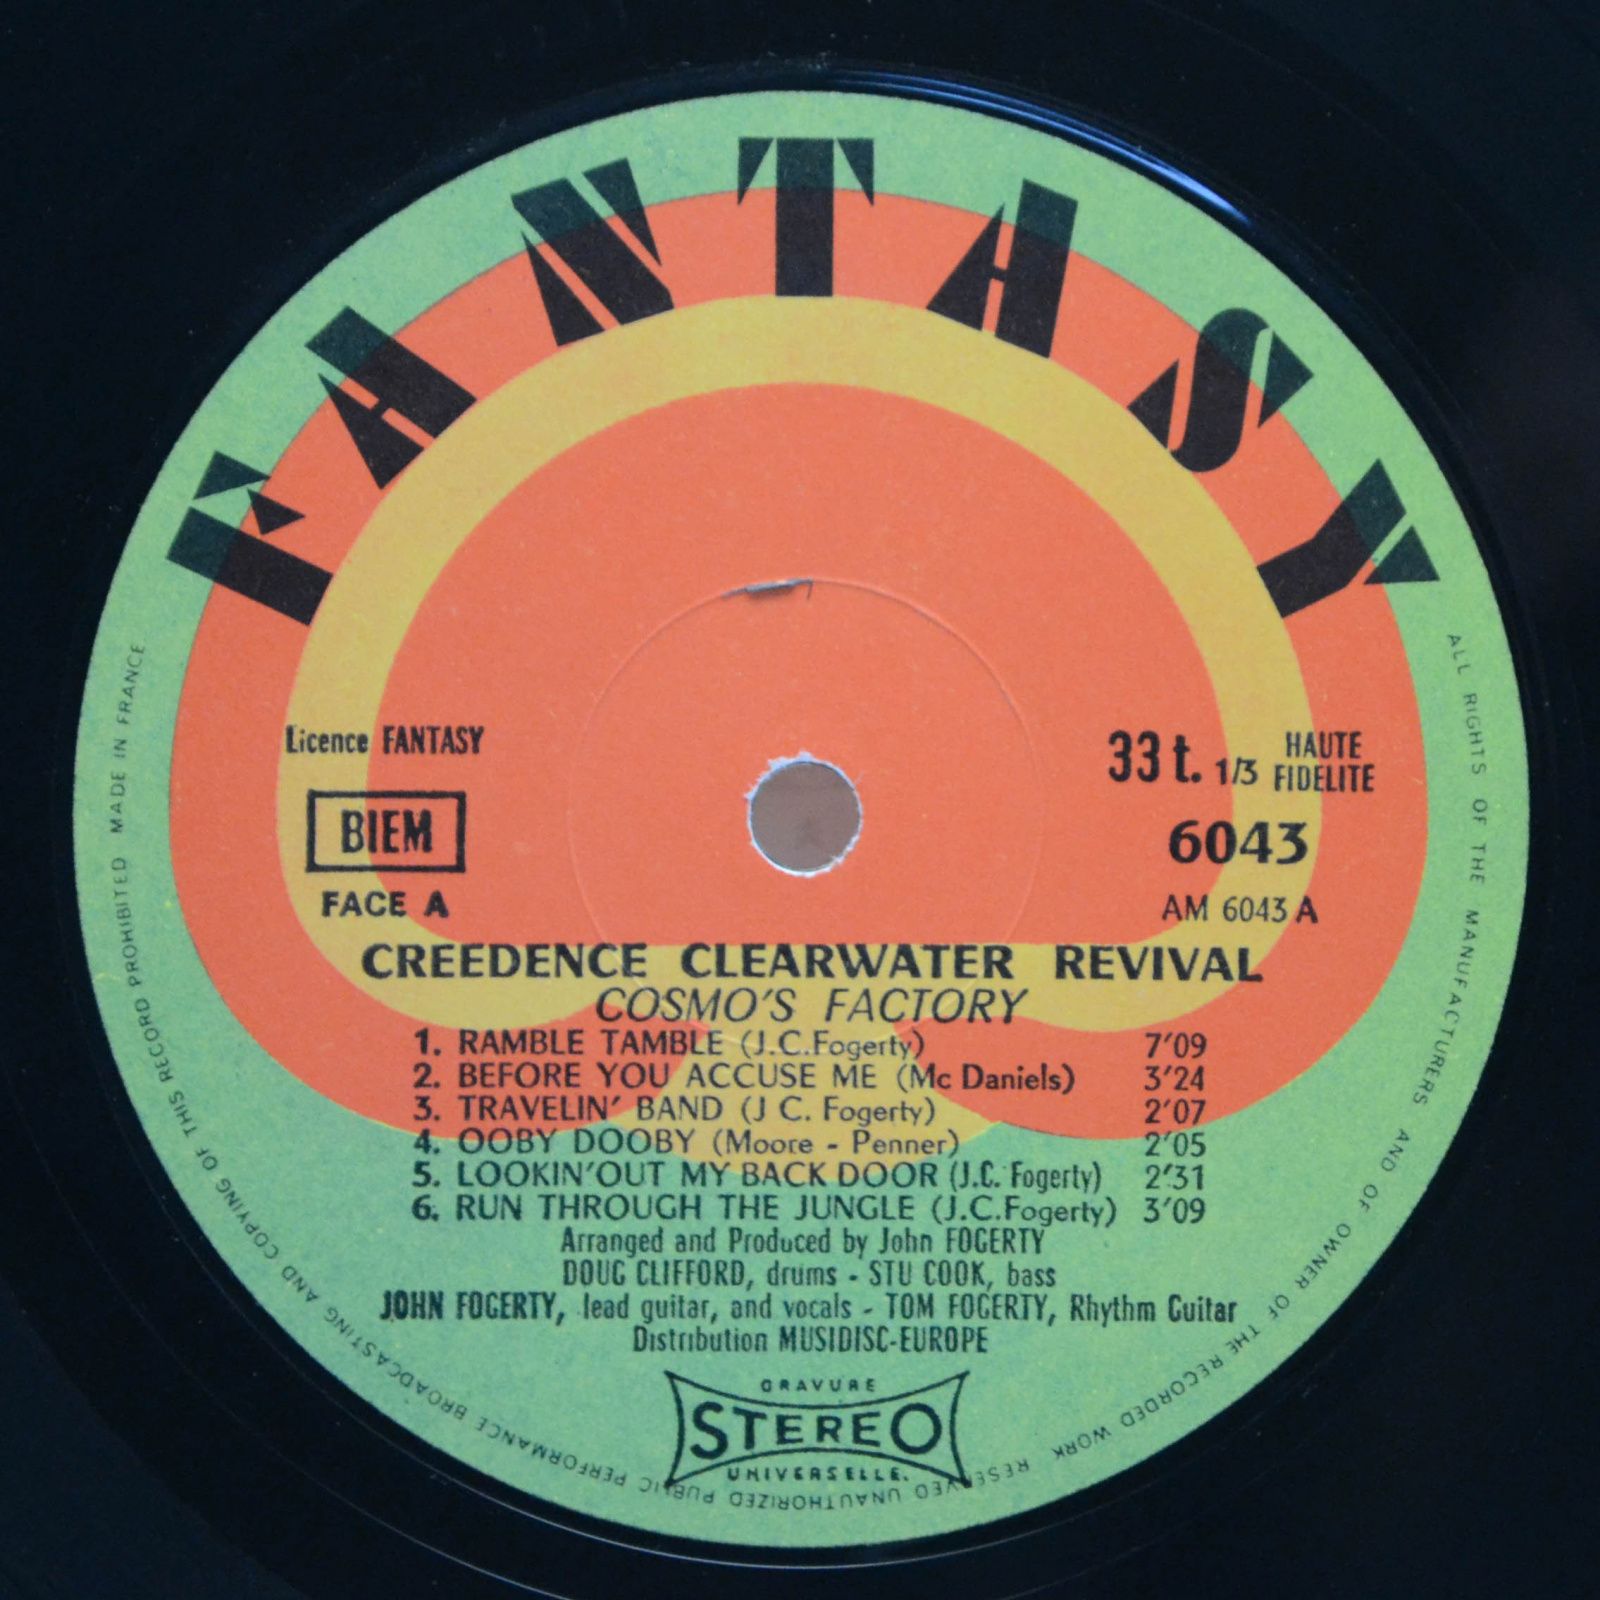 FANTASY
Licence FANTASY
BIEM
FACE A
33 t. 1/3 HAUTE FIDELITE
6043
AM 6043 A
CREEDENCE CLEARWATER REVIVAL
COSMO'S FACTORY
1. RAMBLE TAMBLE (J.C.Fogerty) 7'09
2. BEFORE YOU ACCUSE ME (Mc Daniels) 3'24
3. TRAVELIN' BAND (J C. Fogerty) 2'07
4. OOBY DOOBY (Moore - Penner) 2'05
5. LOOKIN'OUT MY BACK DOOR (J.C. Fogerty) 2'31
6. RUN THROUGH THE JUNGLE (J.C.Fogerty) 3'09
Arranged and Produced by John FOGERTY
DOUG CLIFFORD, drums - STU COOK, bass
JOHN FOGERTY, lead guitar, and vocals - TOM FOGERTY, Rhythm Guitar
Distribution MUSIDISC-EUROPE
GRAVURE
STEREO
UNIVERSELLE.
ALL RIGHTS OF THE MANUFACTURERS AND OF OWNER OF THE RECORDED WORK RESERVED UNAUTHORIZED PUBLIC PERFORMANCE BROADCASTING AND COPYING OF THIS RECORD PROHIBITED MADE IN FRANCE